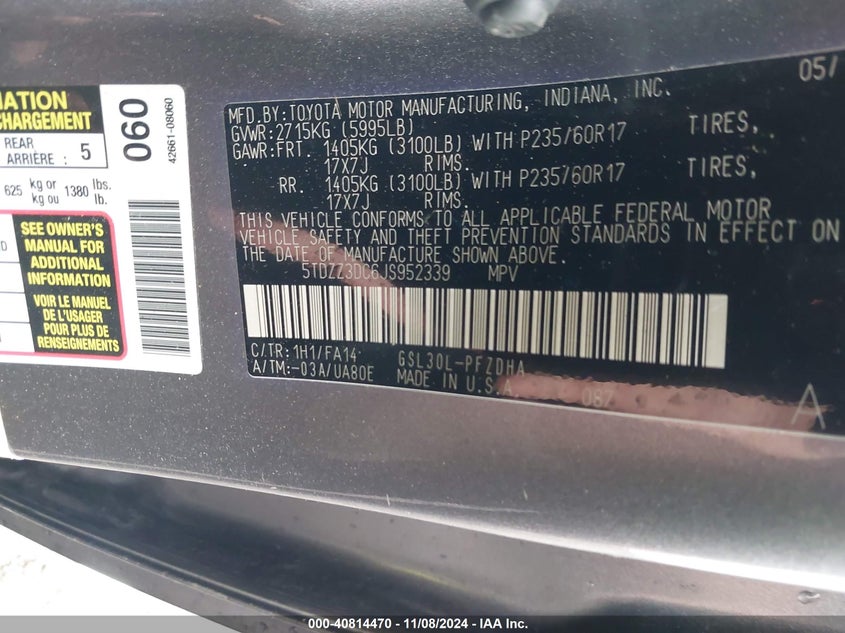 MATION
CHARGEMENT
REAR
ARRIÈRE : 5
625 kg or 1380 lbs.
kg ou lb.
SEE OWNER'S
MANUAL FOR
ADDITIONAL
INFORMATION
VOIR LE MANUEL
DE L'USAGER
POUR PLUS DE
RENSEIGNEMENTS
060
42661-08060
05/
MFD.BY:TOYOTA MOTOR MANUFACTURING, INDIANA, INC.
GVWR:2715KG (5995LB)
GAWR:FRT. 1405KG (3100LB) WITH P235/60R17 TIRES,
17X7J RIMS.
RR. 1405KG (3100LB) WITH P235/60R17 TIRES,
17X7J RIMS.
THIS VEHICLE CONFORMS TO ALL APPLICABLE FEDERAL MOTOR
VEHICLE SAFETY AND THEFT PREVENTION STANDARDS IN EFFECT ON
THE DATE OF MANUFACTURE SHOWN ABOVE.
5TDZZ3DC6JS952339 MPV
C/TR:1H1/FA14 GSL30L-PFZDHA
A/TM:-03A/UA80E MADE IN U.S.A.
087
A
000-40814470 - 11/08/2024 - IAA Inc.